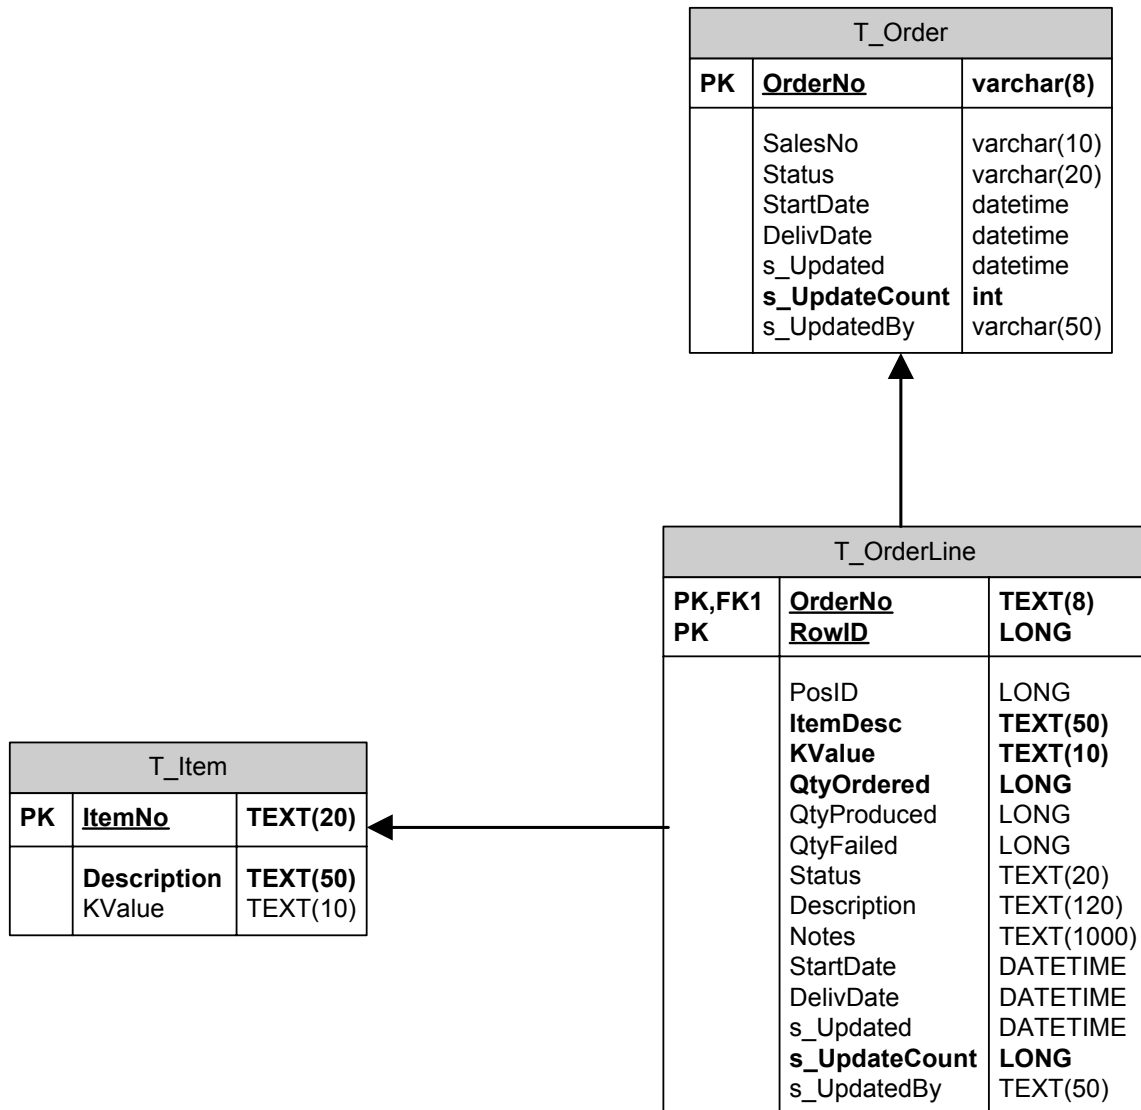 T_Order
PK OrderNo varchar(8)
SalesNo varchar(10)
Status varchar(20)
StartDate datetime
DelivDate datetime
s_Updated datetime
s_UpdateCount int
s_UpdatedBy varchar(50)
T_OrderLine
PK,FK1 OrderNo TEXT(8)
PK RowID LONG
PosID LONG
ItemDesc TEXT(50)
KValue TEXT(10)
QtyOrdered LONG
QtyProduced LONG
QtyFailed LONG
Status TEXT(20)
Description TEXT(120)
Notes TEXT(1000)
StartDate DATETIME
DelivDate DATETIME
s_Updated DATETIME
s_UpdateCount LONG
s_UpdatedBy TEXT(50)
T_Item
PK ItemNo TEXT(20)
Description TEXT(50)
KValue TEXT(10)